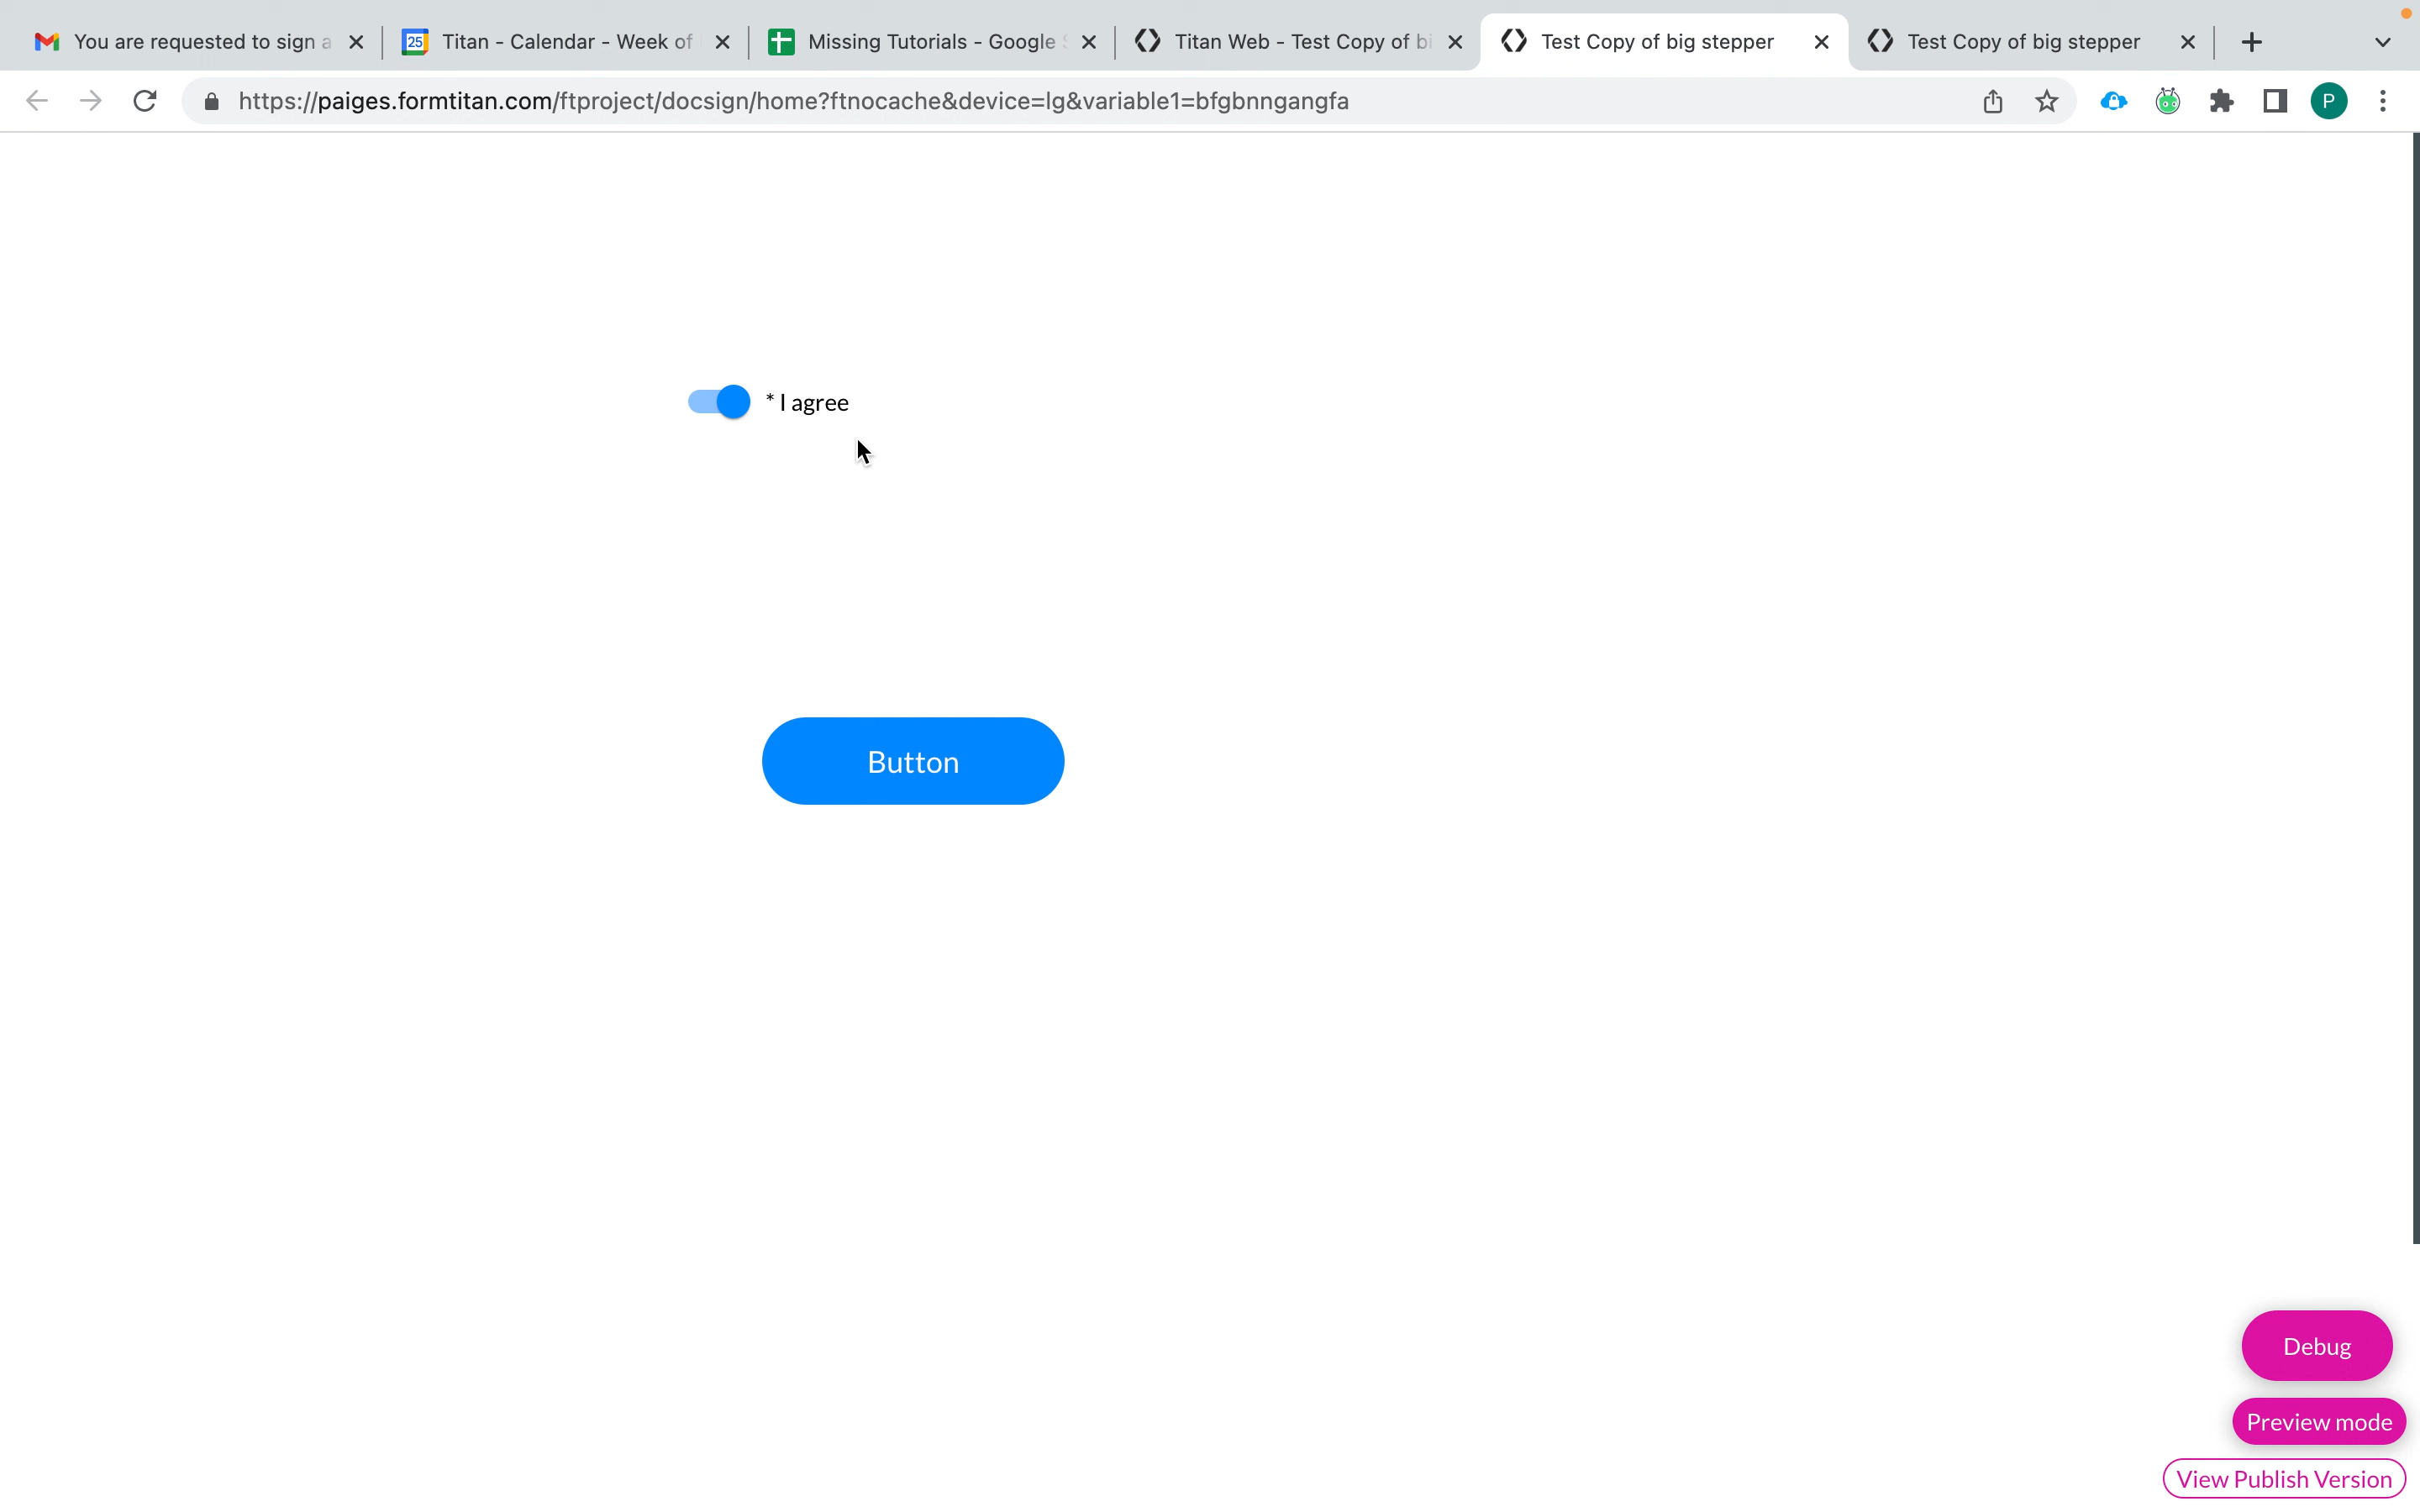 You are requested to sign a
25
Titan - Calendar - Week of
Missing Tutorials - Google
Titan Web - Test Copy of bi
Test Copy of big stepper
Test Copy of big stepper
https://paiges.formtitan.com/ftproject/docsign/home?ftnocache&device=lg&variable1=bfgbnngangfa
P
* I agree
Button
Debug
Preview mode
View Publish Version